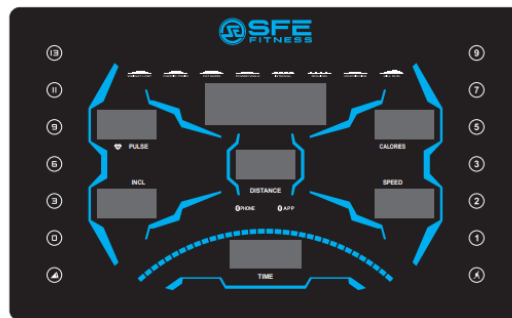 SFE
FITNESS
13
9
11
7
9
5
PULSE
CALORIES
6
3
INCL
SPEED
DISTANCE
3
2
PHONE
APP
0
1
TIME